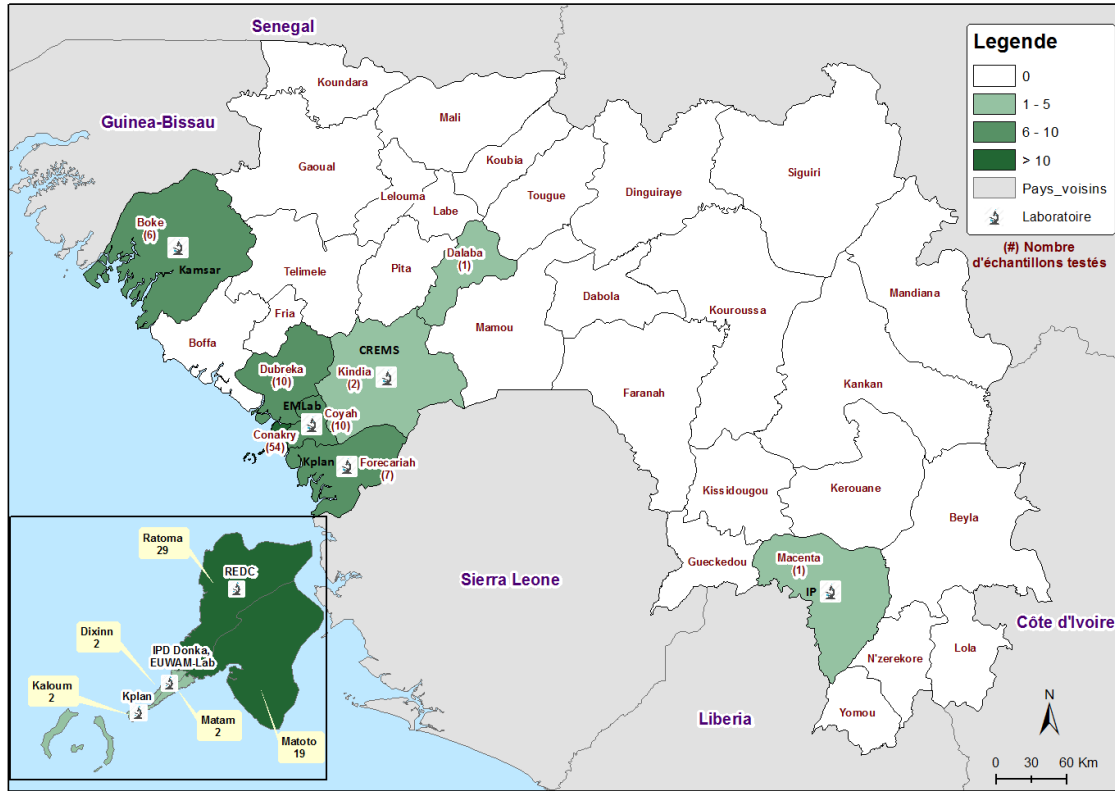 Senegal
Guinea-Bissau
Koundara
Mali
Gaoual
Koubia
Lelouma
Labe
Tougue
Dinguiraye
Siguiri
Boke
(6)
Kamsar
Telimele
Pita
Dalaba
(1)
Fria
Boffa
Mamou
Dabola
Kouroussa
Mandiana
CREMS
Kindia
(2)
Dubreka
(10)
EMLab
Coyah
(10)
Conakry
(54)
Kplan
Forecariah
(7)
Faranah
Kankan
Kissidougou
Kerouane
Beyla
Gueckedou
Macenta
(1)
IP
N'zerekore
Lola
Yomou
Sierra Leone
Liberia
Côte d'Ivoire
Legende
0
1 - 5
6 - 10
> 10
Pays_voisins
Laboratoire
(#) Nombre
d'échantillons testés
Ratoma
29
REDC
Dixinn
2
IPD Donka,
EUWAM-Lab
Kaloum
2
Kplan
Matam
2
Matoto
19
N
0 30 60 Km